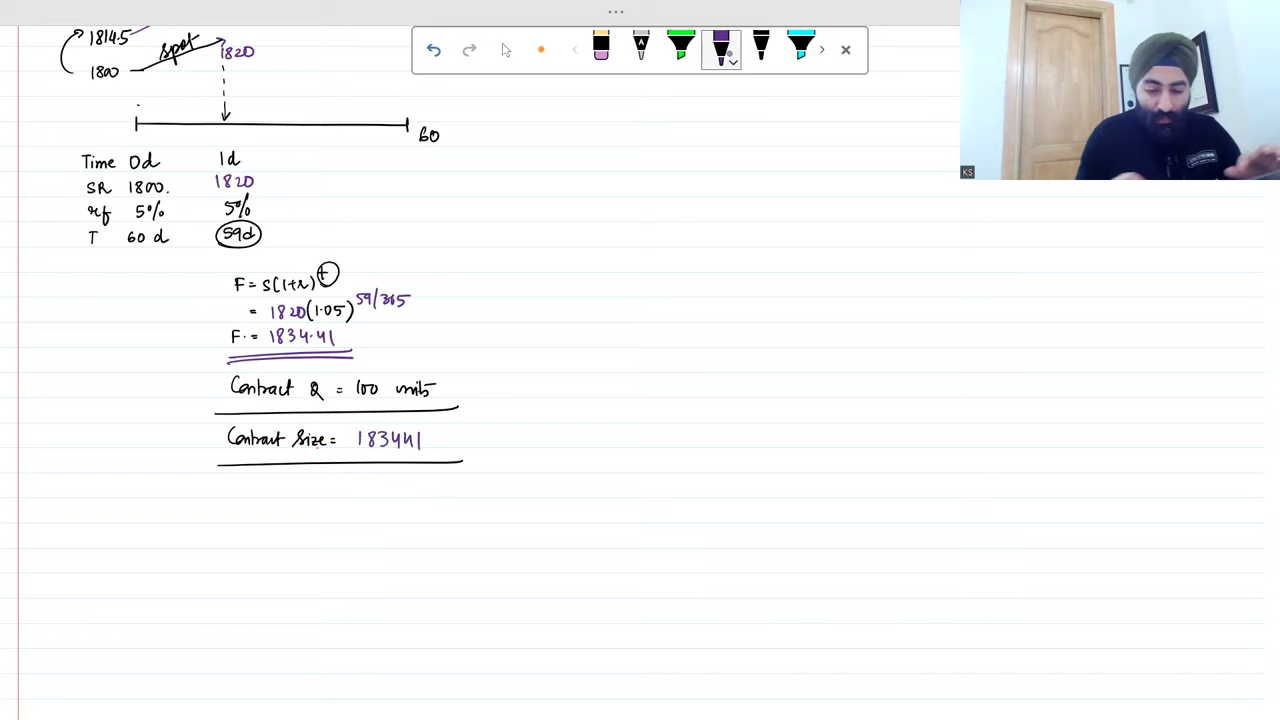 1814.5
1800
spot
1820
60
Time 0d 1d
SR 1800. 1820
rf 5% 5%
T 60 d 59d
F = S(1+r)^t
= 1820(1.05)^59/365
F. = 1834.41
Contract Q = 100 units
Contract Size = 183441
KS